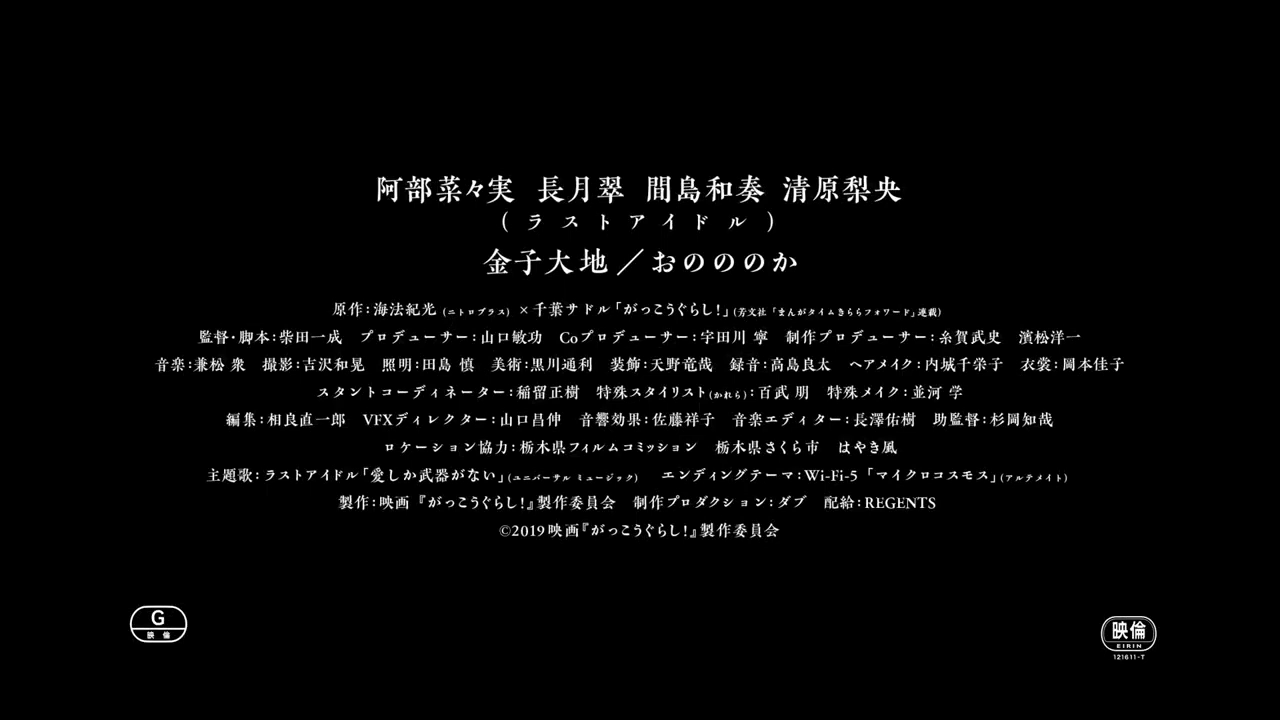 阿部菜々実 長月翠 間島和奏 清原梨央
(ラストアイドル)
金子大地／おのののか
原作:海法紀光(ニトロプラス)×千葉サドル「がっこうぐらし!」(芳文社「まんがタイムきららフォワード」連載)
監督・脚本:柴田一成 プロデューサー:山口敏功 Coプロデューサー:宇田川 寧 制作プロデューサー:糸賀武史 濱松洋一
音楽:兼松 衆 撮影:吉沢和晃 照明:田島 慎 美術:黒川通利 装飾:天野竜哉 録音:高島良太 ヘアメイク:内城千栄子 衣裳:岡本佳子
スタントコーディネーター:稲留正樹 特殊スタイリスト(かれら):百武 朋 特殊メイク:並河 学
編集:相良直一郎 VFXディレクター:山口昌伸 音響効果:佐藤祥子 音楽エディター:長澤佑樹 助監督:杉岡知哉
ロケーション協力:栃木県フィルムコミッション 栃木県さくら市 はやき風
主題歌:ラストアイドル「愛しか武器がない」(ユニバーサル ミュージック) エンディングテーマ:Wi-Fi-5「マイクロコスモス」(アルテメイト)
製作:映画『がっこうぐらし!』製作委員会 制作プロダクション:ダブ 配給:REGENTS
©2019映画『がっこうぐらし!』製作委員会
G
映倫
映倫
EIRIN
121611-T